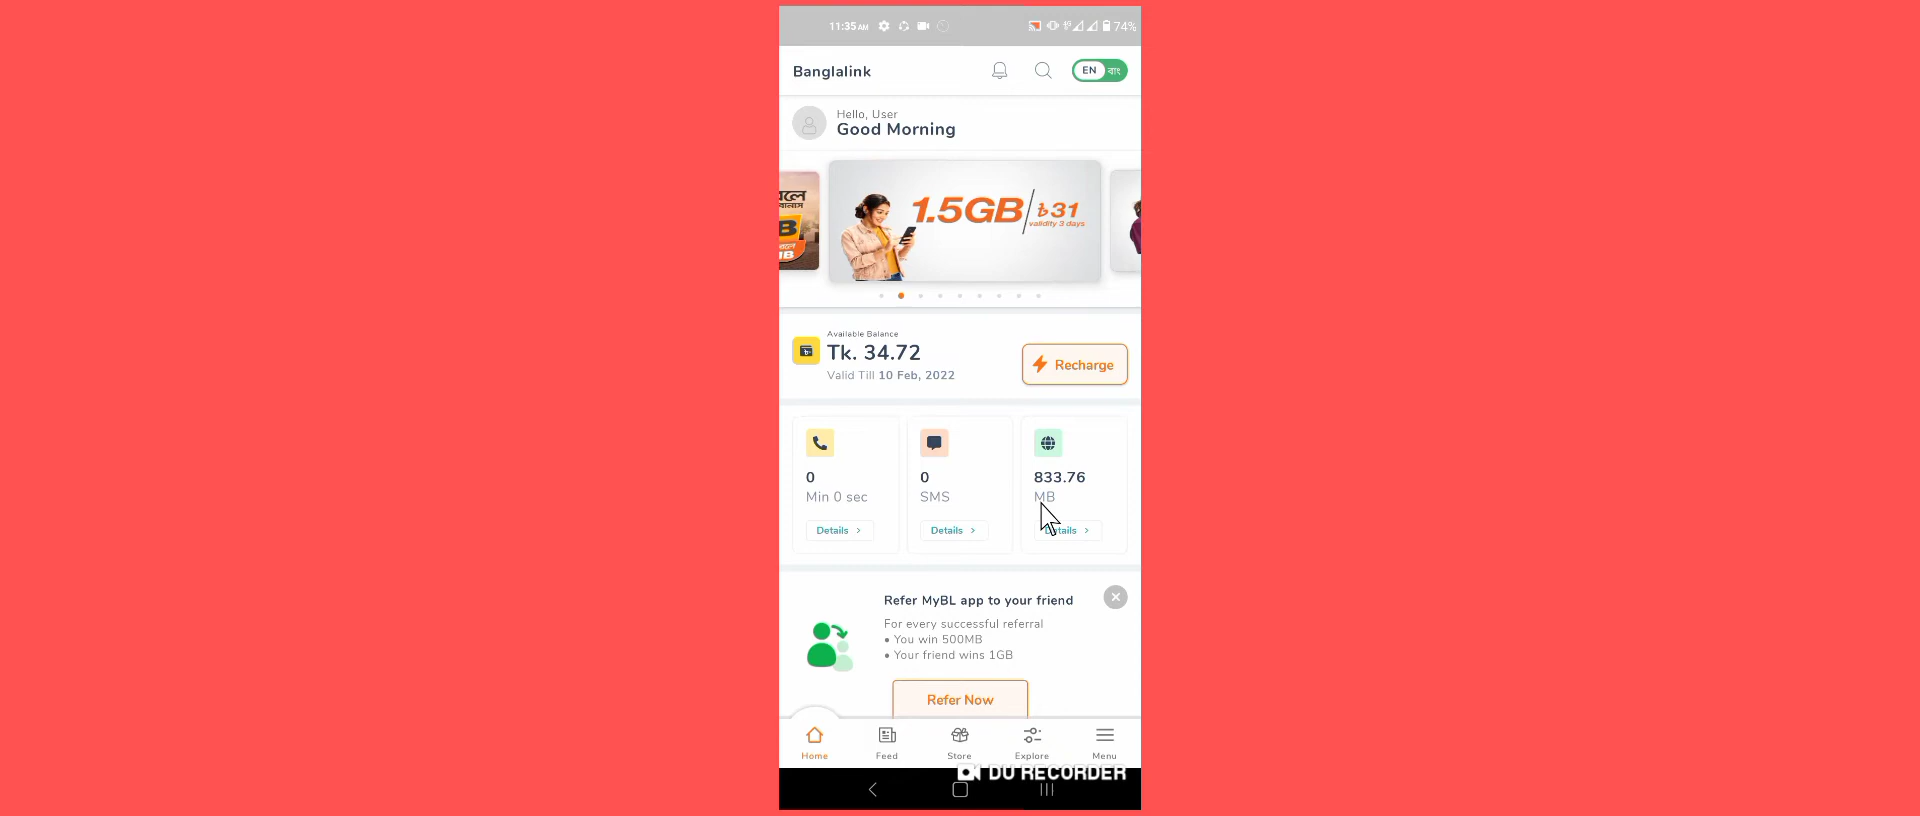 11:35 AM
74%
Banglalink
EN বাং
Hello, User
Good Morning
1.5GB/৳31
validity 3 days
Available Balance
Tk. 34.72
Valid Till 10 Feb, 2022
Recharge
0
Min 0 sec
Details >
0
SMS
Details >
833.76
MB
Details >
Refer MyBL app to your friend
For every successful referral
• You win 500MB
• Your friend wins 1GB
Refer Now
Home
Feed
Store
Explore
Menu
DU RECORDER